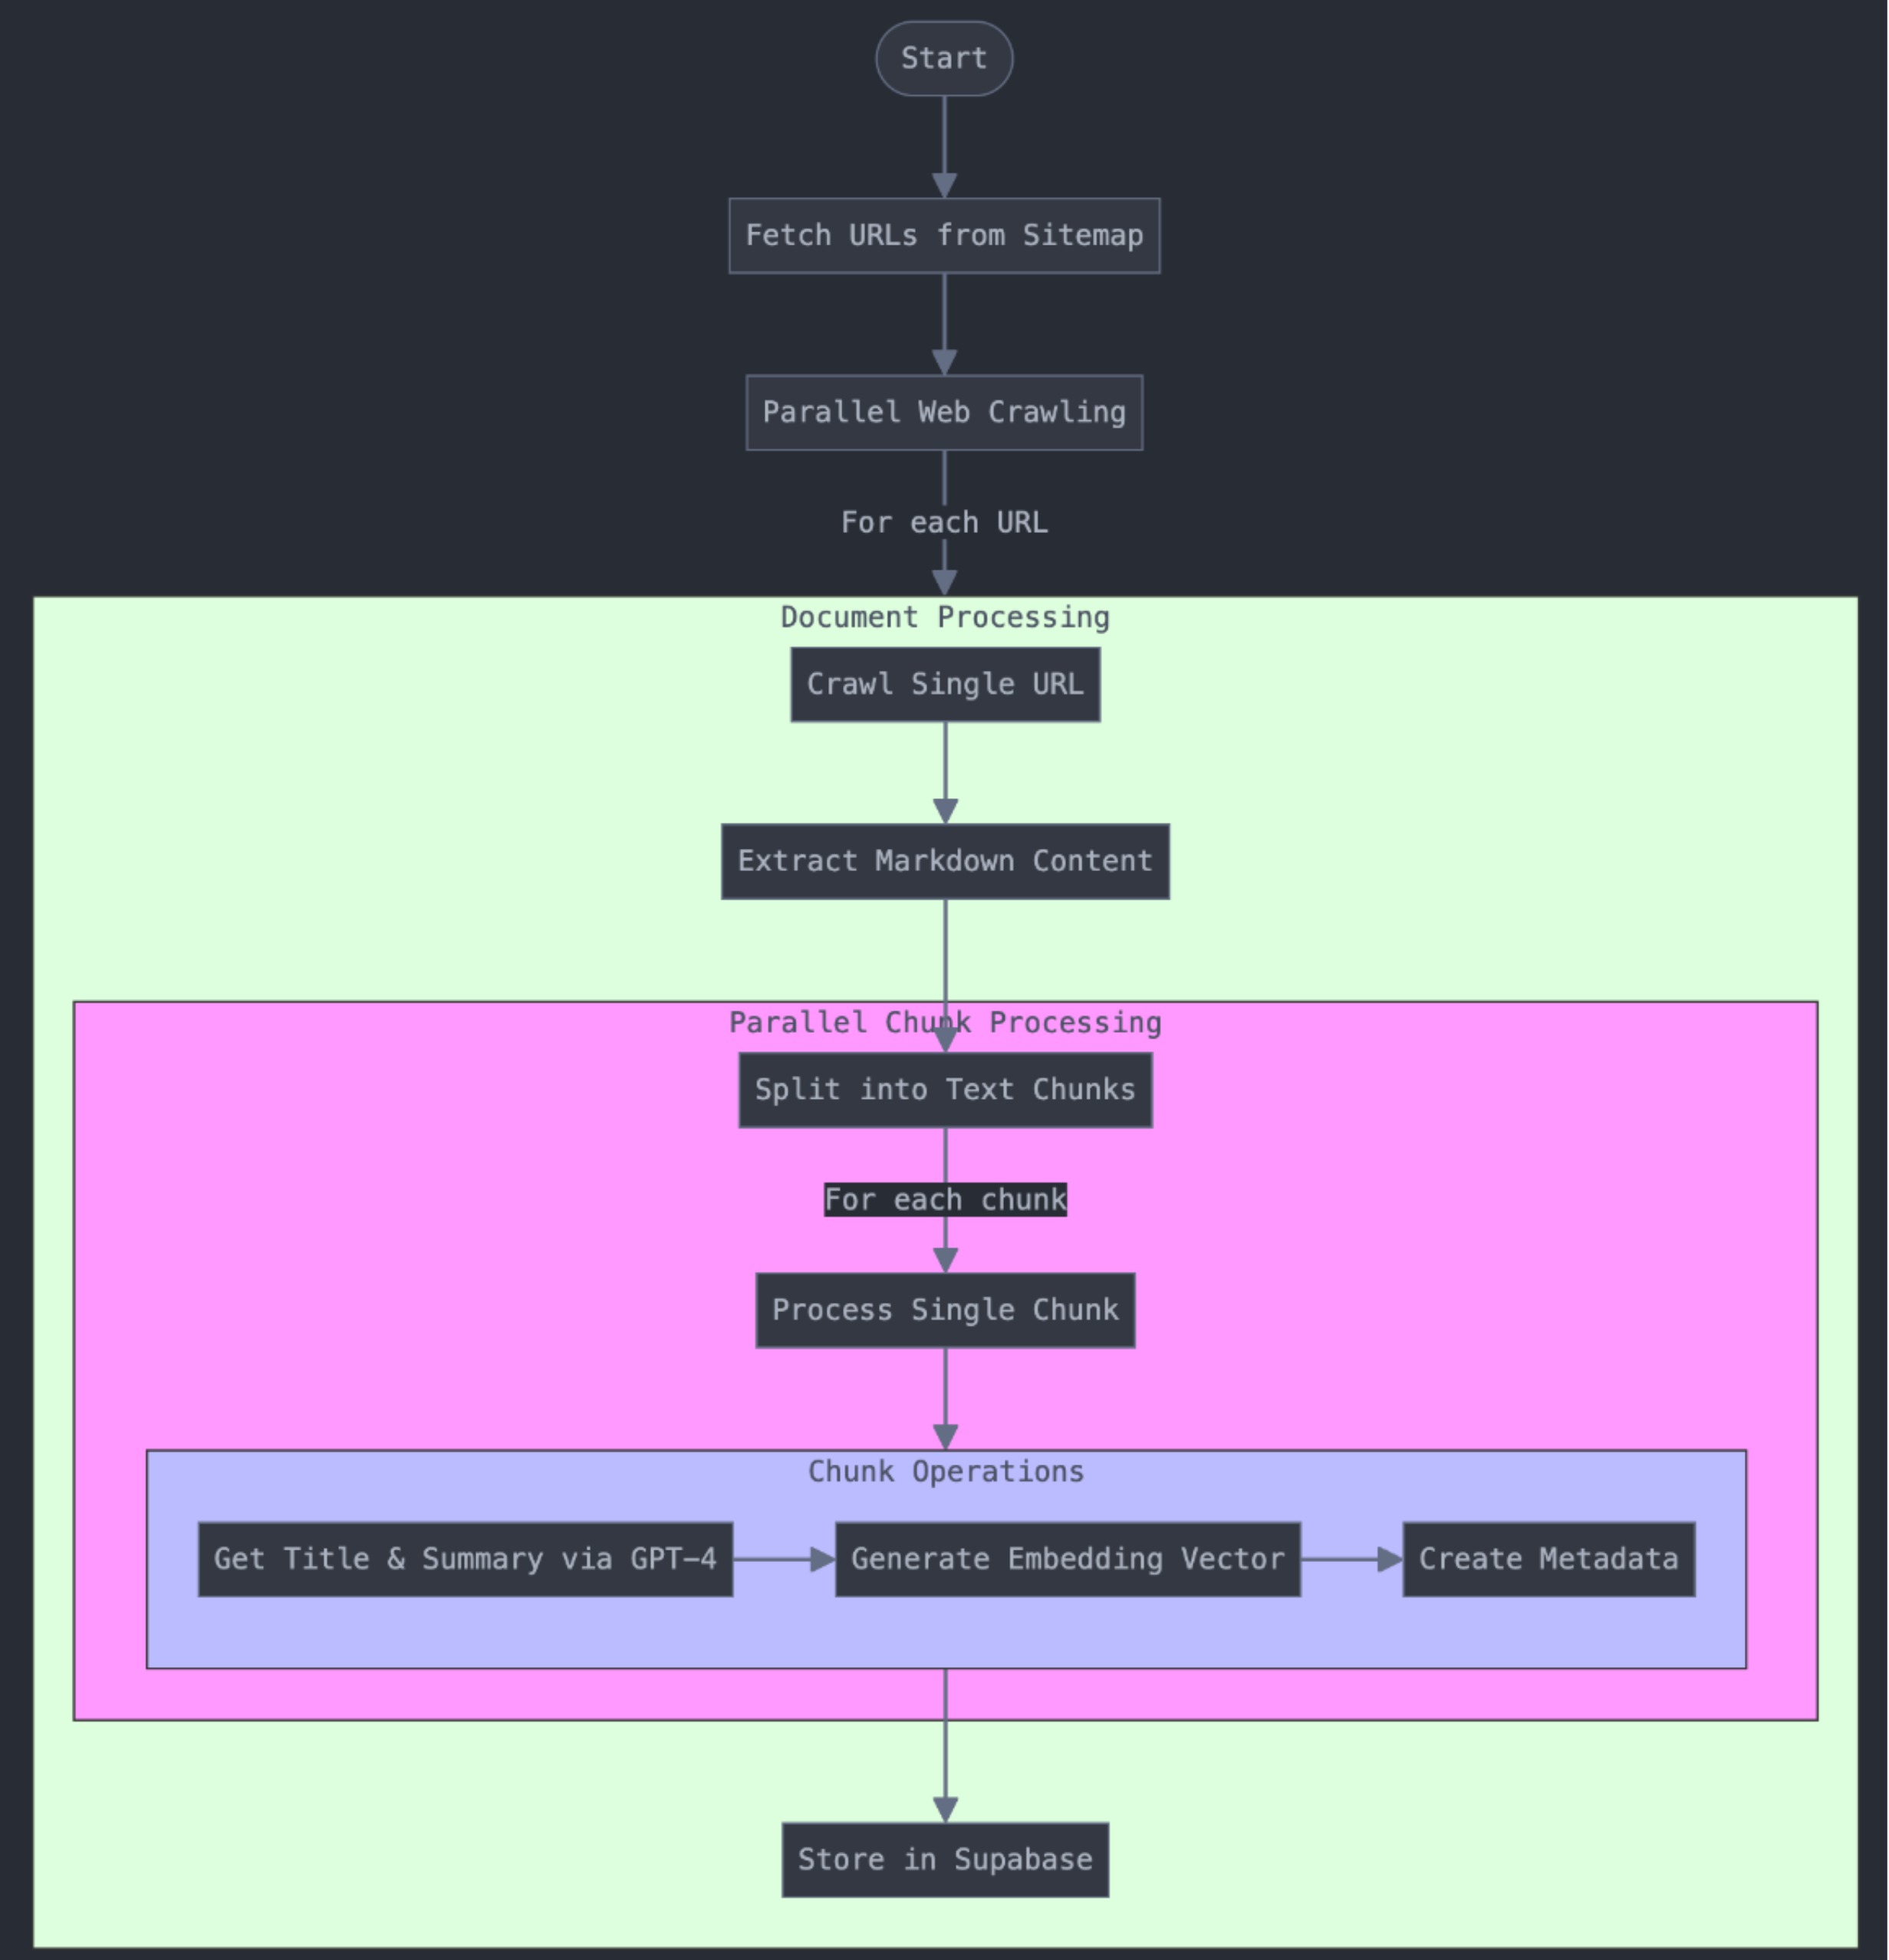 Start
Fetch URLs from Sitemap
Parallel Web Crawling
For each URL
Document Processing
Crawl Single URL
Extract Markdown Content
Parallel Chunk Processing
Split into Text Chunks
For each chunk
Process Single Chunk
Chunk Operations
Get Title & Summary via GPT-4
Generate Embedding Vector
Create Metadata
Store in Supabase